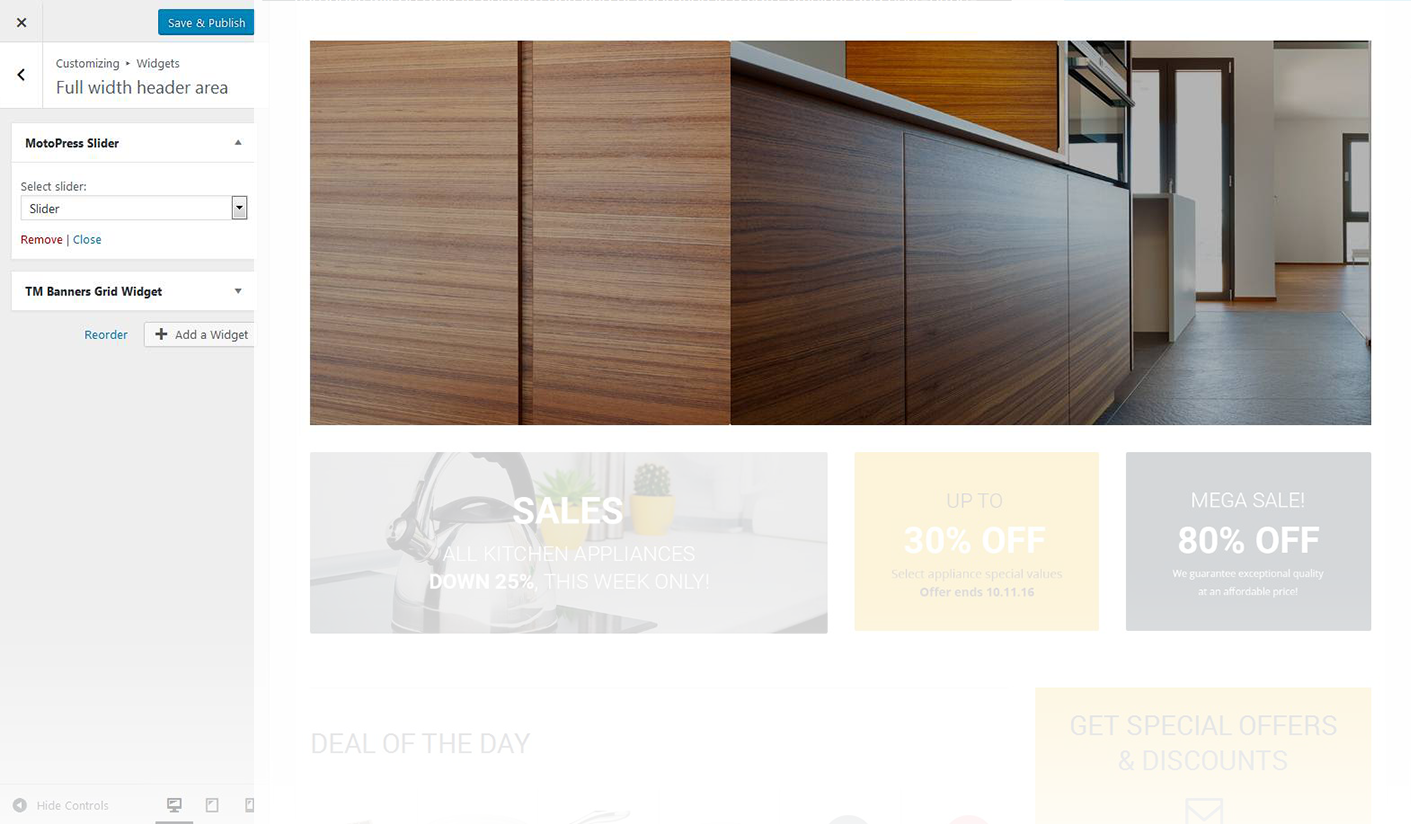 Save & Publish
Customizing ▸ Widgets
Full width header area
MotoPress Slider
Select slider:
Slider
Remove | Close
TM Banners Grid Widget
Reorder
Add a Widget
Hide Controls
SALES
ALL KITCHEN APPLIANCES
DOWN 25%, THIS WEEK ONLY!
UP TO
30% OFF
Select appliance special values
Offer ends 10.11.16
MEGA SALE!
80% OFF
We guarantee exceptional quality
at an affordable price!
DEAL OF THE DAY
GET SPECIAL OFFERS
& DISCOUNTS